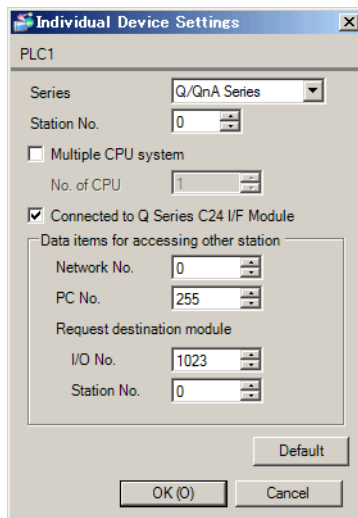 Individual Device Settings
PLC1
Series Q/QnA Series
Station No. 0
Multiple CPU system
No. of CPU 1
Connected to Q Series C24 I/F Module
Data items for accessing other station
Network No. 0
PC No. 255
Request destination module
I/O No. 1023
Station No. 0
Default
OK (O) Cancel